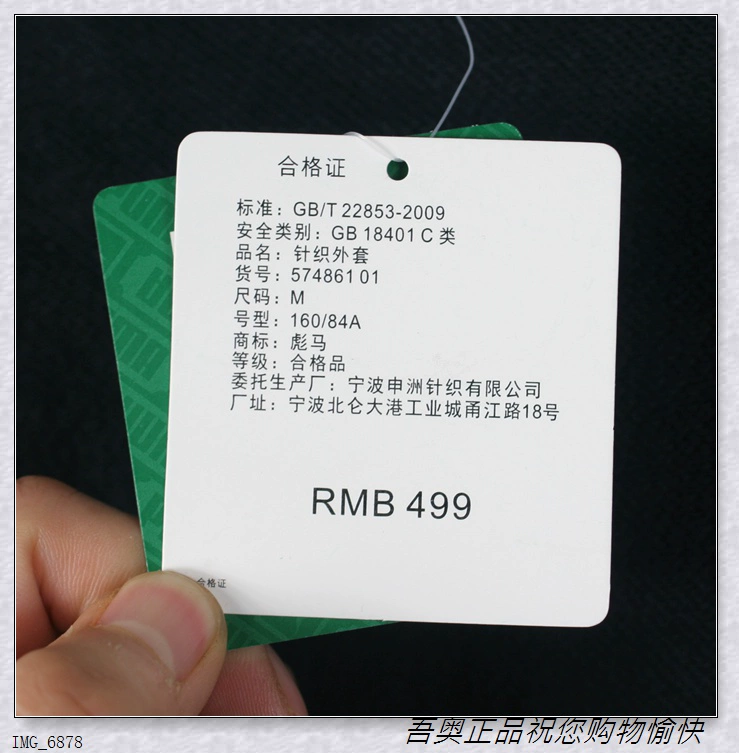 合格证
标准：GB/T 22853-2009
安全类别：GB 18401 C 类
品名：针织外套
货号：574861 01
尺码：M
号型：160/84A
商标：彪马
等级：合格品
委托生产厂：宁波申洲针织有限公司
厂址：宁波北仑大港工业城甬江路18号
RMB 499
合格证
IMG_6878
吾奥正品祝您购物愉快